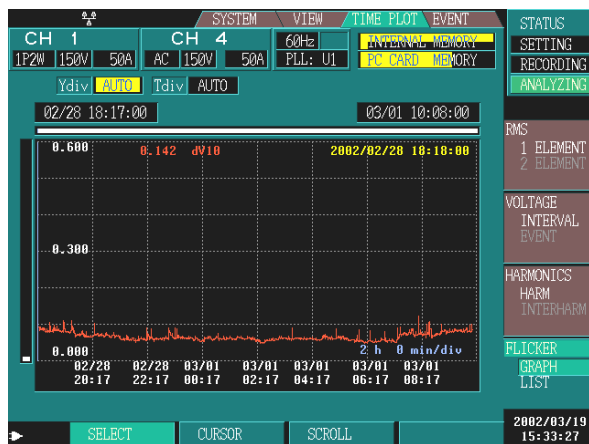 SYSTEM VIEW TIME PLOT EVENT
CH 1 CH 4 60Hz INTERNAL MEMORY
1P2W 150V 50A AC 150V 50A PLL: U1 PC CARD MEMORY
Ydiv AUTO Tdiv AUTO
02/28 18:17:00 03/01 10:08:00
0.600 0.142 dV10 2002/02/28 18:18:00
0.300
0.000 2 h 0 min/div
02/28 02/28 03/01 03/01 03/01 03/01 03/01
20:17 22:17 00:17 02:17 04:17 06:17 08:17
SELECT CURSOR SCROLL
STATUS
SETTING
RECORDING
ANALYZING
RMS
1 ELEMENT
2 ELEMENT
VOLTAGE
INTERVAL
EVENT
HARMONICS
HARM
INTERHARM
FLICKER
GRAPH
LIST
2002/03/19
15:33:27